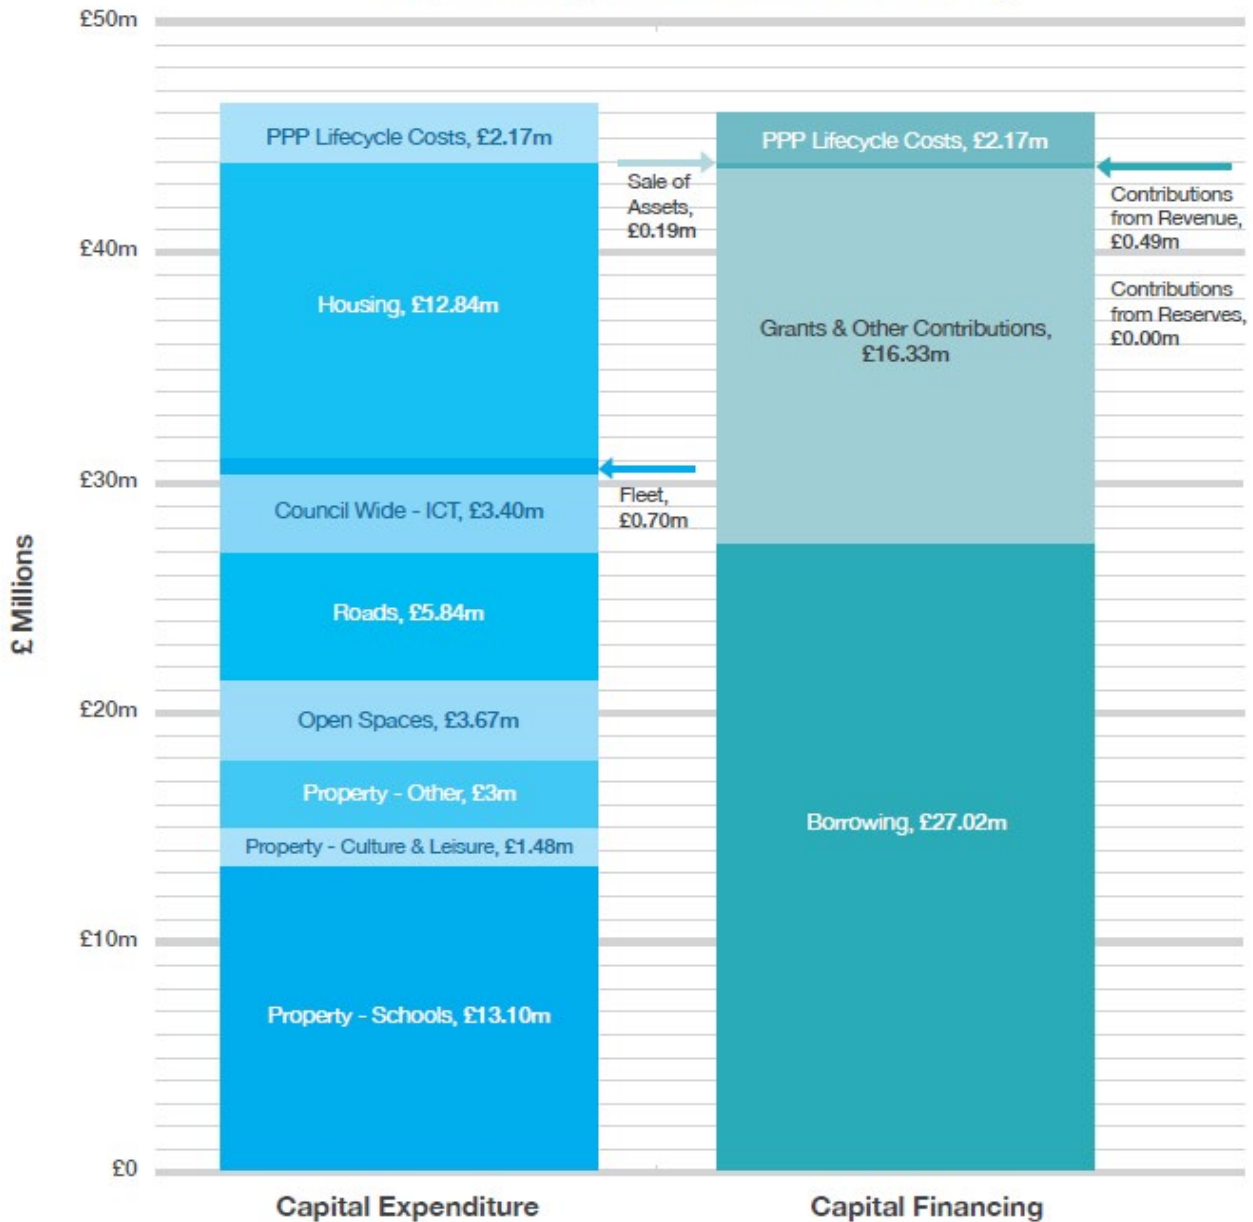 £50m
PPP Lifecycle Costs, £2.17m
PPP Lifecycle Costs, £2.17m
Sale of
Assets,
£0.19m
Contributions
from Revenue,
£0.49m
£40m
Housing, £12.84m
Contributions
from Reserves,
£0.00m
Grants & Other Contributions,
£16.33m
£30m
Council Wide - ICT, £3.40m
Fleet,
£0.70m
£ Millions
Roads, £5.84m
£20m
Open Spaces, £3.67m
Property - Other, £3m
Property - Culture & Leisure, £1.48m
Borrowing, £27.02m
£10m
Property - Schools, £13.10m
£0
Capital Expenditure
Capital Financing